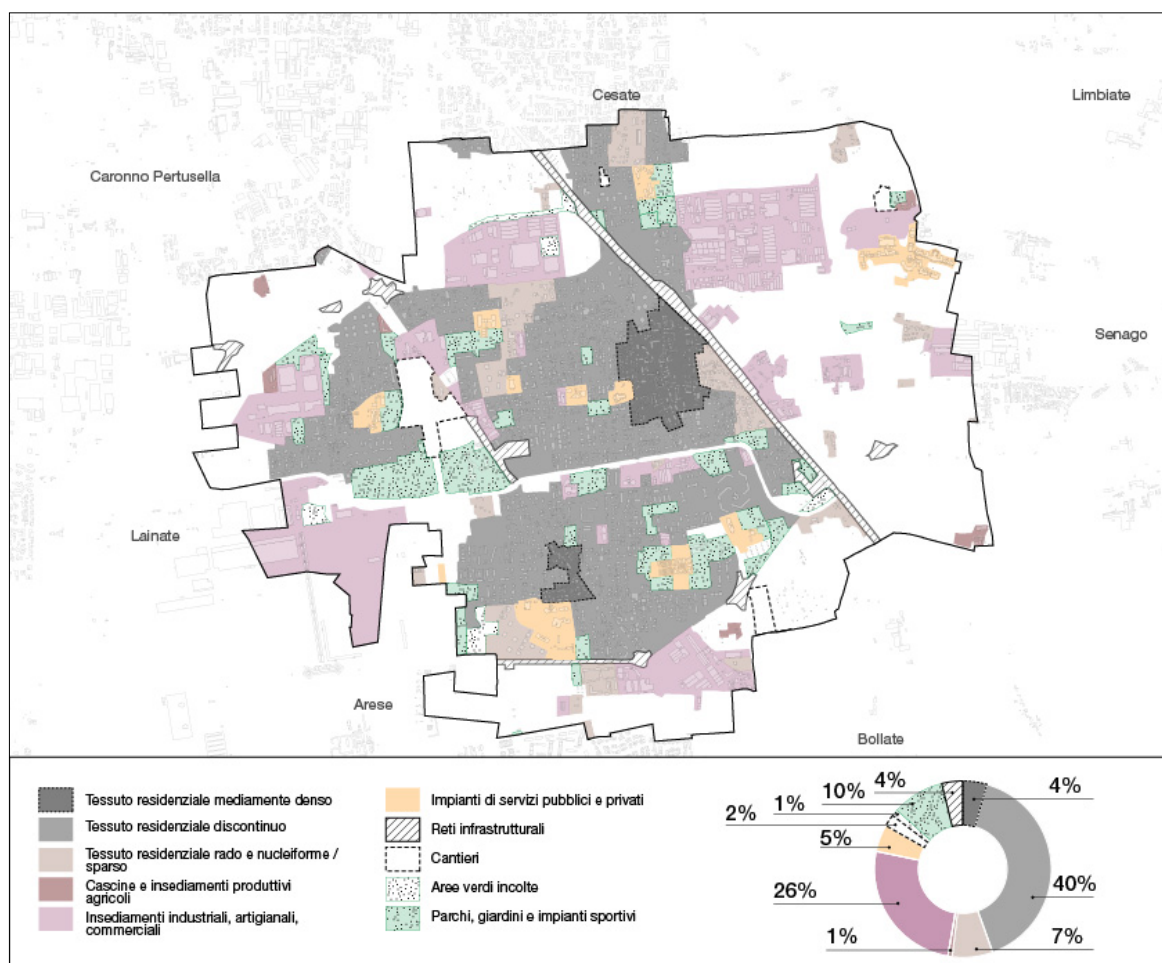 Cesate
Limbiate
Caronno Pertusella
Senago
Lainate
Arese
Bollate
Tessuto residenziale mediamente denso
Tessuto residenziale discontinuo
Tessuto residenziale rado e nucleiforme /
sparso
Cascine e insediamenti produttivi
agricoli
Insediamenti industriali, artigianali,
commerciali
Impianti di servizi pubblici e privati
Reti infrastrutturali
Cantieri
Aree verdi incolte
Parchi, giardini e impianti sportivi
4%
4%
10%
1%
2%
5%
26%
40%
1%
7%